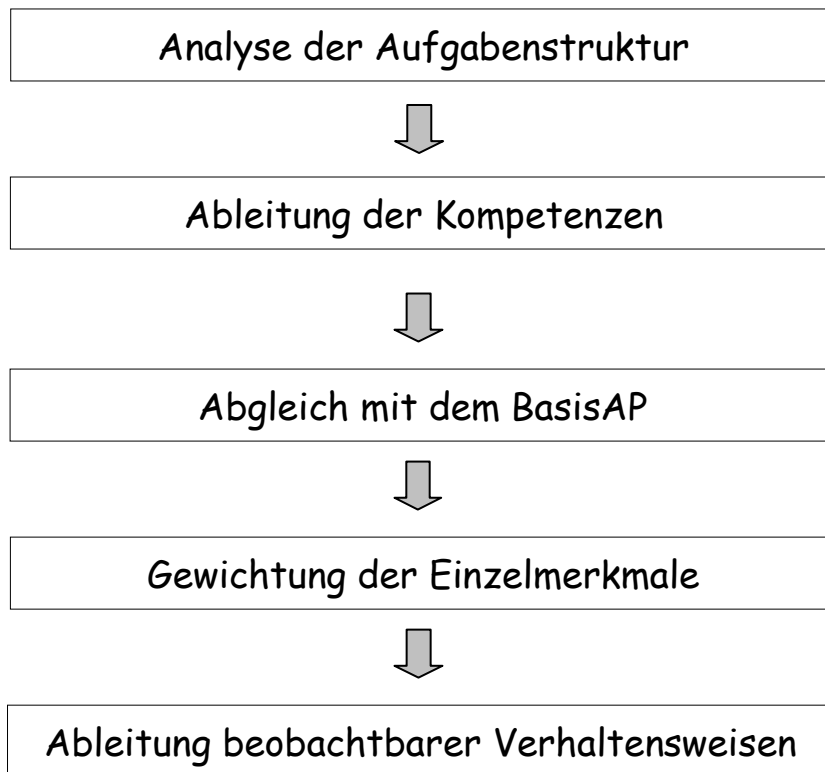 Analyse der Aufgabenstruktur
Ableitung der Kompetenzen
Abgleich mit dem BasisAP
Gewichtung der Einzelmerkmale
Ableitung beobachtbarer Verhaltensweisen